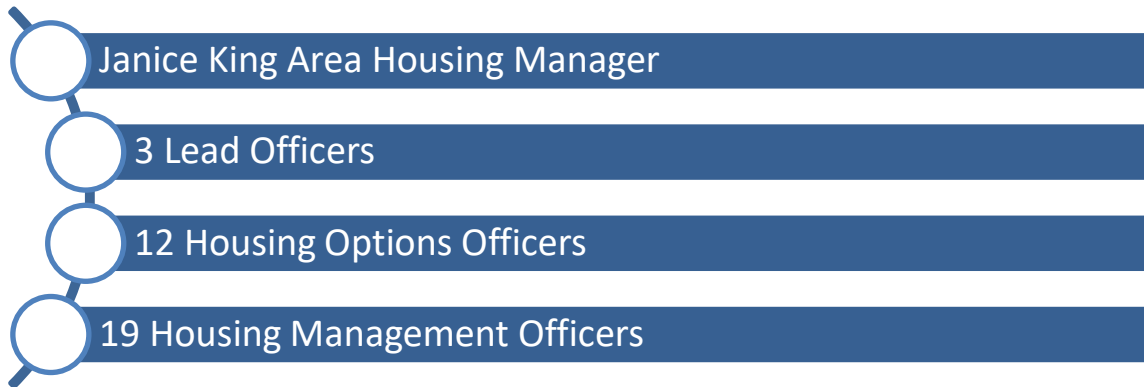 Janice King Area Housing Manager
3 Lead Officers
12 Housing Options Officers
19 Housing Management Officers